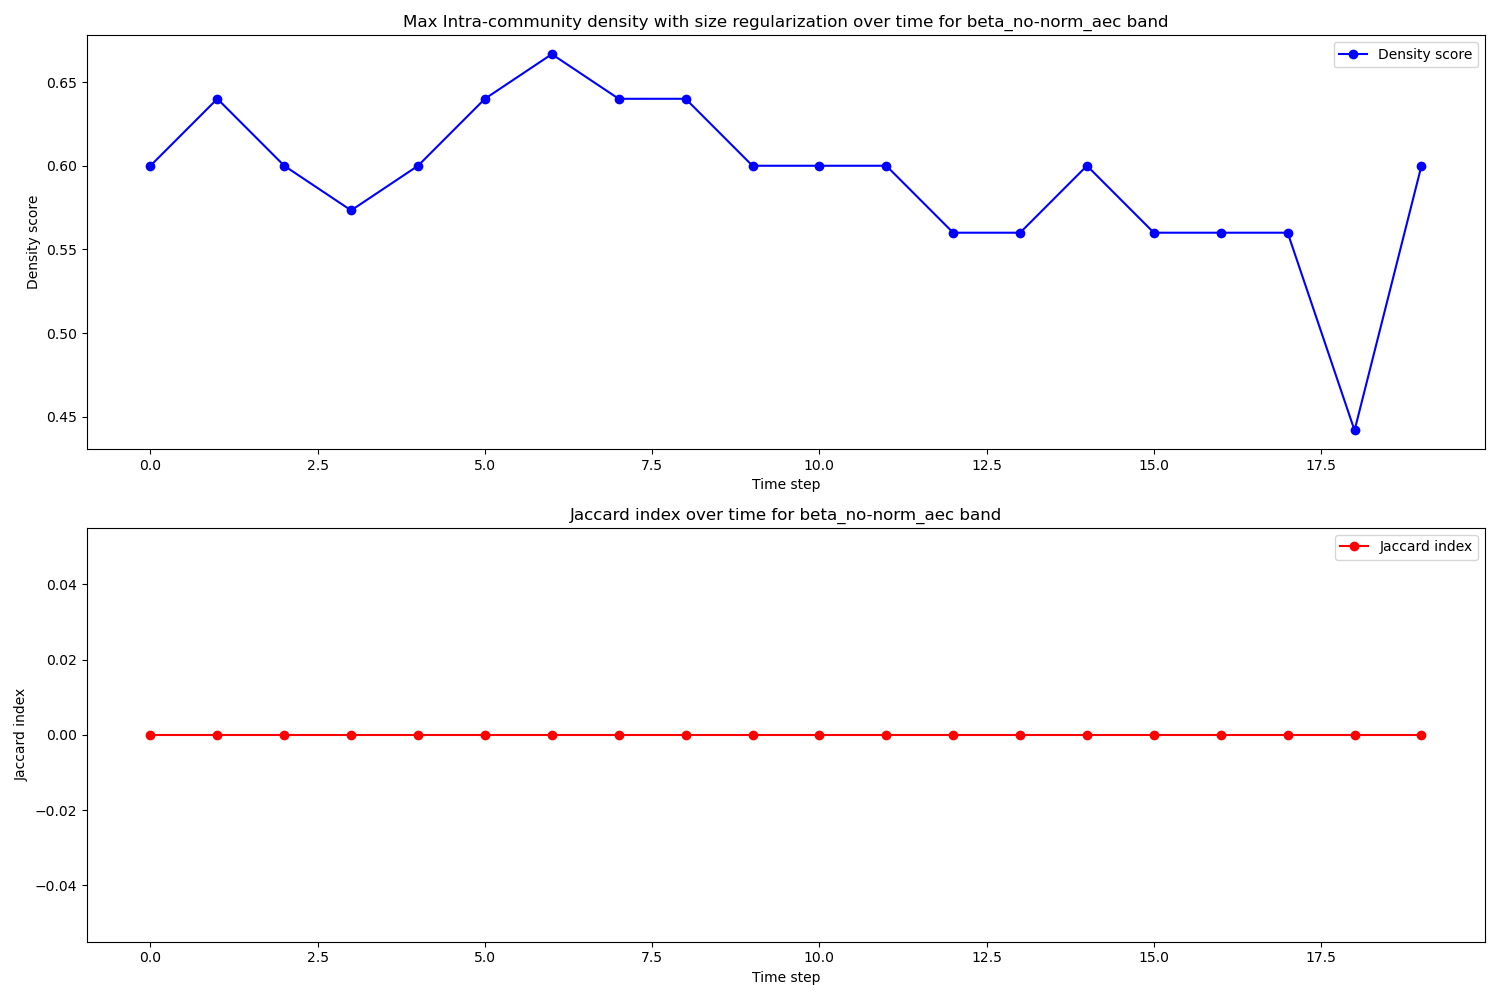 Max Intra-community density with size regularization over time for beta_no-norm_aec band
Density score
0.65
0.60
0.55
0.50
0.45
Density score
0.0 2.5 5.0 7.5 10.0 12.5 15.0 17.5
Time step
Jaccard index over time for beta_no-norm_aec band
Jaccard index
0.04
0.02
0.00
−0.02
−0.04
Jaccard index
0.0 2.5 5.0 7.5 10.0 12.5 15.0 17.5
Time step